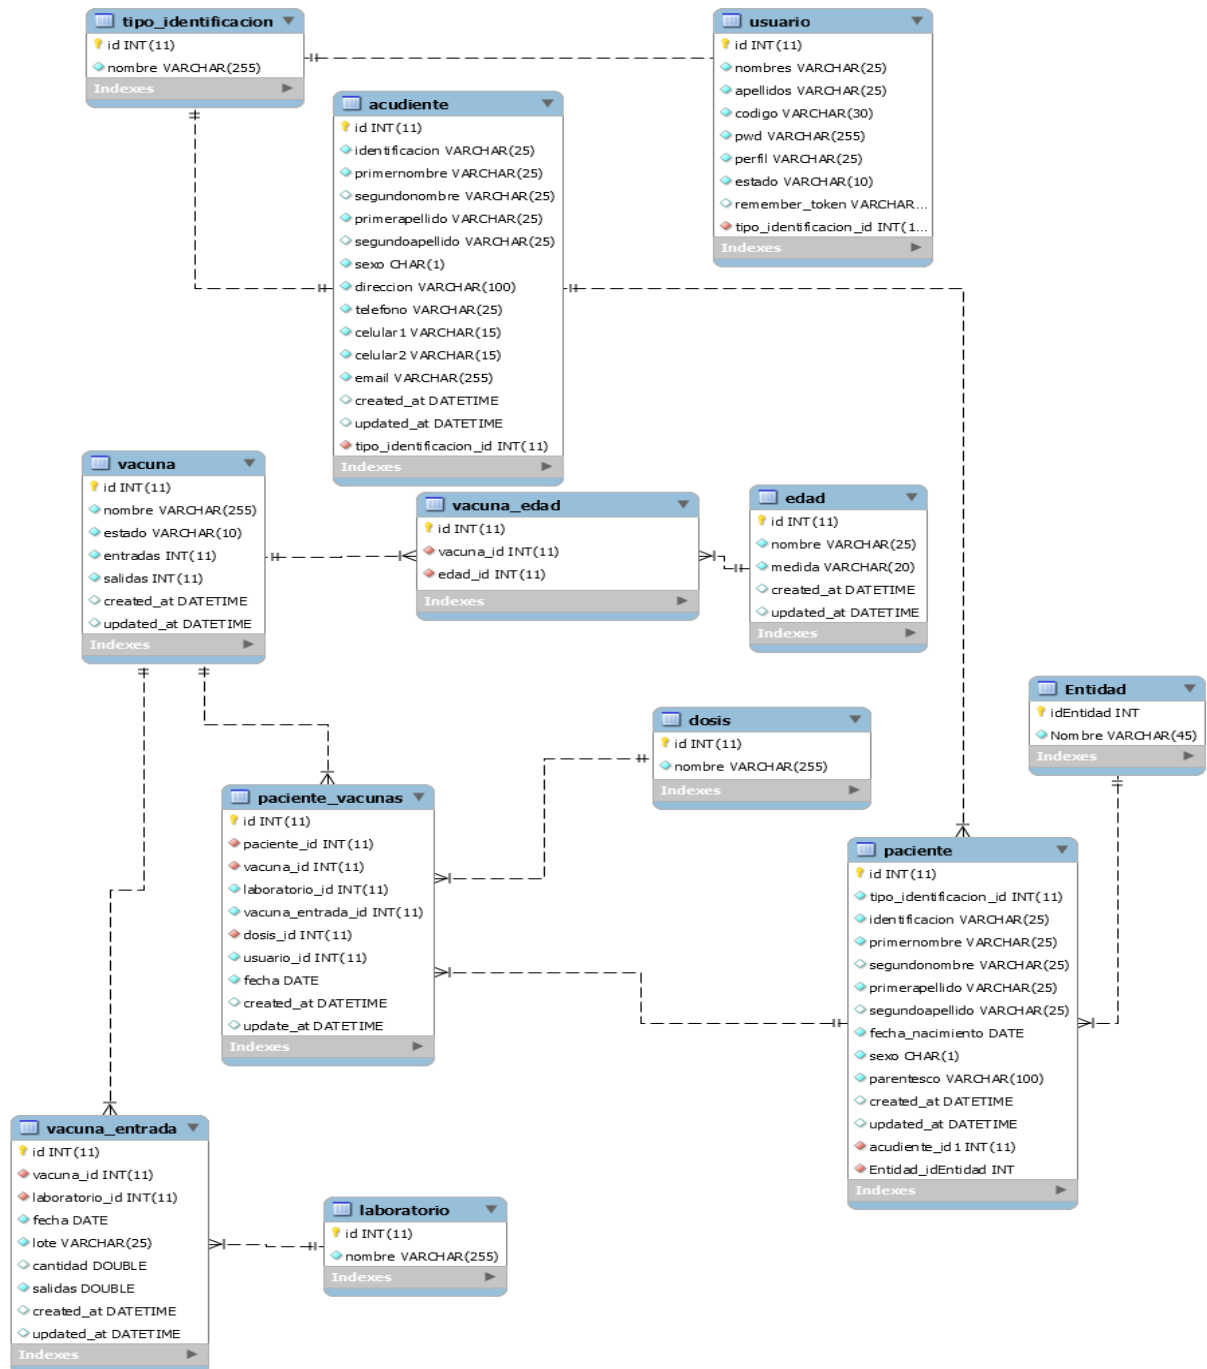 tipo_identificacion
id INT(11)
nombre VARCHAR(255)
Indexes
usuario
id INT(11)
nombres VARCHAR(25)
apellidos VARCHAR(25)
codigo VARCHAR(30)
pwd VARCHAR(255)
perfil VARCHAR(25)
estado VARCHAR(10)
remember_token VARCHAR...
tipo_identificacion_id INT(1...
Indexes
acudiente
id INT(11)
identificacion VARCHAR(25)
primernombre VARCHAR(25)
segundonombre VARCHAR(25)
primerapellido VARCHAR(25)
segundoapellido VARCHAR(25)
sexo CHAR(1)
direccion VARCHAR(100)
telefono VARCHAR(25)
celular1 VARCHAR(15)
celular2 VARCHAR(15)
email VARCHAR(255)
created_at DATETIME
updated_at DATETIME
tipo_identificacion_id INT(11)
Indexes
vacuna
id INT(11)
nombre VARCHAR(255)
estado VARCHAR(10)
entradas INT(11)
salidas INT(11)
created_at DATETIME
updated_at DATETIME
Indexes
vacuna_edad
id INT(11)
vacuna_id INT(11)
edad_id INT(11)
Indexes
edad
id INT(11)
nombre VARCHAR(25)
medida VARCHAR(20)
created_at DATETIME
updated_at DATETIME
Indexes
Entidad
idEntidad INT
Nombre VARCHAR(45)
Indexes
dosis
id INT(11)
nombre VARCHAR(255)
Indexes
paciente_vacunas
id INT(11)
paciente_id INT(11)
vacuna_id INT(11)
laboratorio_id INT(11)
vacuna_entrada_id INT(11)
dosis_id INT(11)
usuario_id INT(11)
fecha DATE
created_at DATETIME
update_at DATETIME
Indexes
paciente
id INT(11)
tipo_identificacion_id INT(11)
identificacion VARCHAR(25)
primernombre VARCHAR(25)
segundonombre VARCHAR(25)
primerapellido VARCHAR(25)
segundoapellido VARCHAR(25)
fecha_nacimiento DATE
sexo CHAR(1)
parentesco VARCHAR(100)
created_at DATETIME
updated_at DATETIME
acudiente_id1 INT(11)
Entidad_idEntidad INT
Indexes
vacuna_entrada
id INT(11)
vacuna_id INT(11)
laboratorio_id INT(11)
fecha DATE
lote VARCHAR(25)
cantidad DOUBLE
salidas DOUBLE
created_at DATETIME
updated_at DATETIME
Indexes
laboratorio
id INT(11)
nombre VARCHAR(255)
Indexes